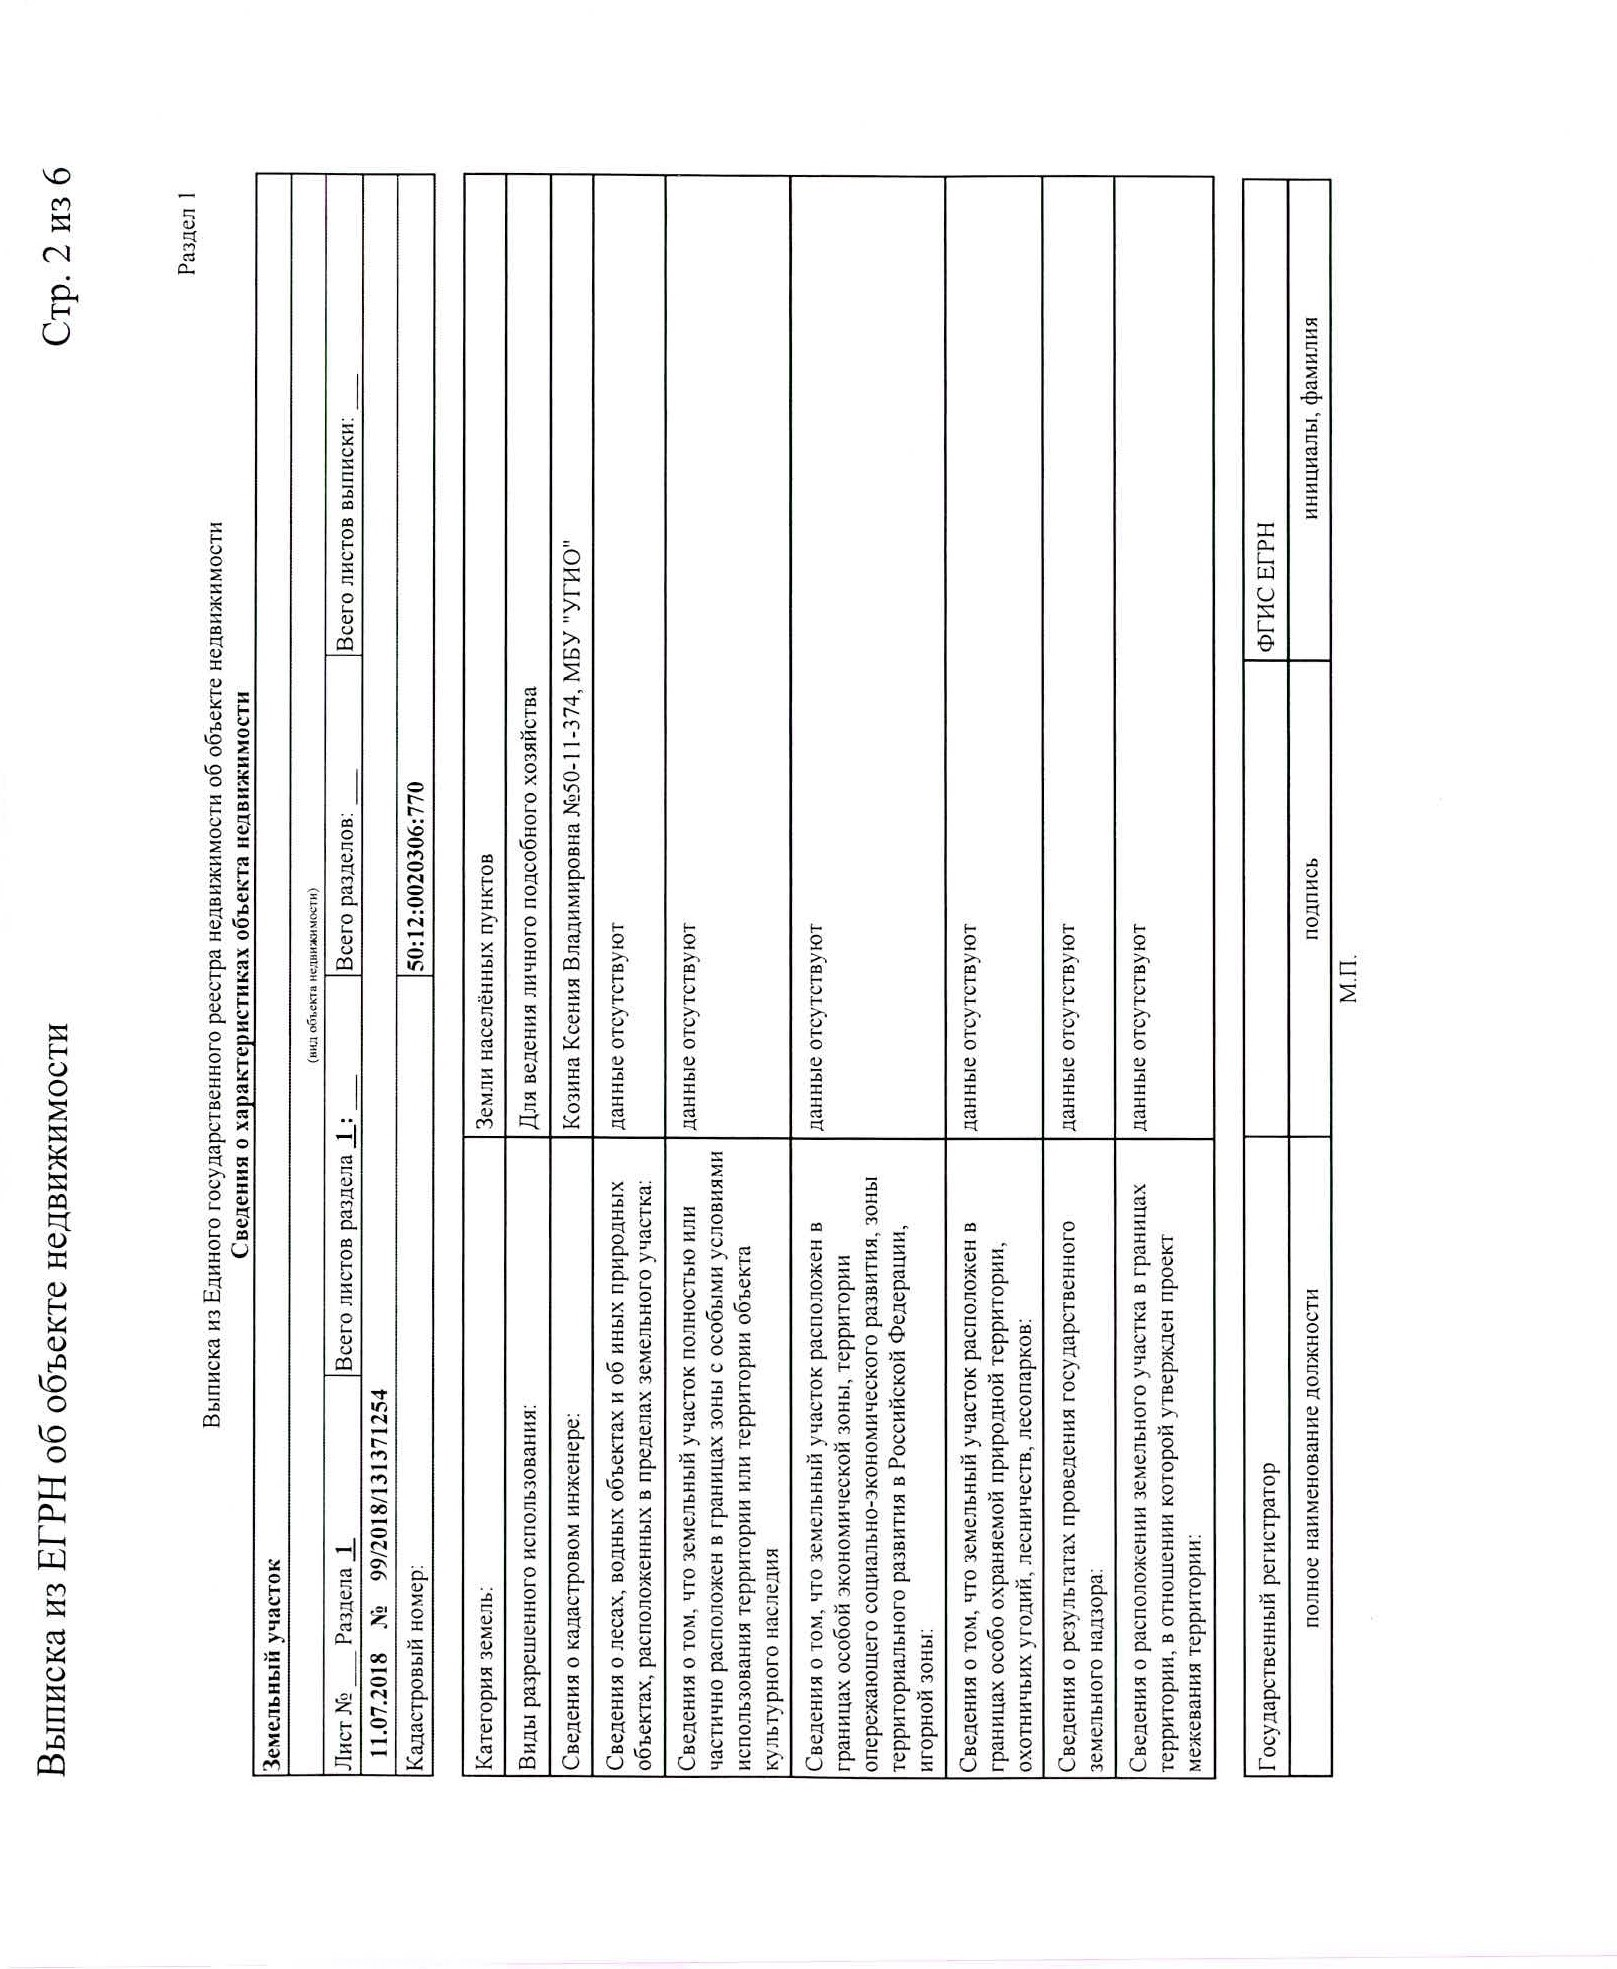 Выписка из ЕГРН об объекте недвижимости Стр. 2 из 6
Раздел 1
Выписка из Единого государственного реестра недвижимости об объекте недвижимости
Сведения о характеристиках объекта недвижимости
Земельный участок
(вид объекта недвижимости)
Лист № ___ Раздела 1 Всего листов раздела 1: ___ Всего разделов: ___ Всего листов выписки: ___
11.07.2018 № 99/2018/131371254
Кадастровый номер: 50:12:0020306:770
Категория земель: Земли населённых пунктов
Виды разрешенного использования: Для ведения личного подсобного хозяйства
Сведения о кадастровом инженере: Козина Ксения Владимировна №50-11-374, МБУ "УГИО"
Сведения о лесах, водных объектах и об иных природных
объектах, расположенных в пределах земельного участка:
данные отсутствуют
Сведения о том, что земельный участок полностью или
частично расположен в границах зоны с особыми условиями
использования территории или территории объекта
культурного наследия
данные отсутствуют
Сведения о том, что земельный участок расположен в
границах особой экономической зоны, территории
опережающего социально-экономического развития, зоны
территориального развития в Российской Федерации,
игорной зоны:
данные отсутствуют
Сведения о том, что земельный участок расположен в
границах особо охраняемой природной территории,
охотничьих угодий, лесничеств, лесопарков:
данные отсутствуют
Сведения о результатах проведения государственного
земельного надзора:
данные отсутствуют
Сведения о расположении земельного участка в границах
территории, в отношении которой утвержден проект
межевания территории:
данные отсутствуют
Государственный регистратор ФГИС ЕГРН
полное наименование должности подпись инициалы, фамилия
М.П.